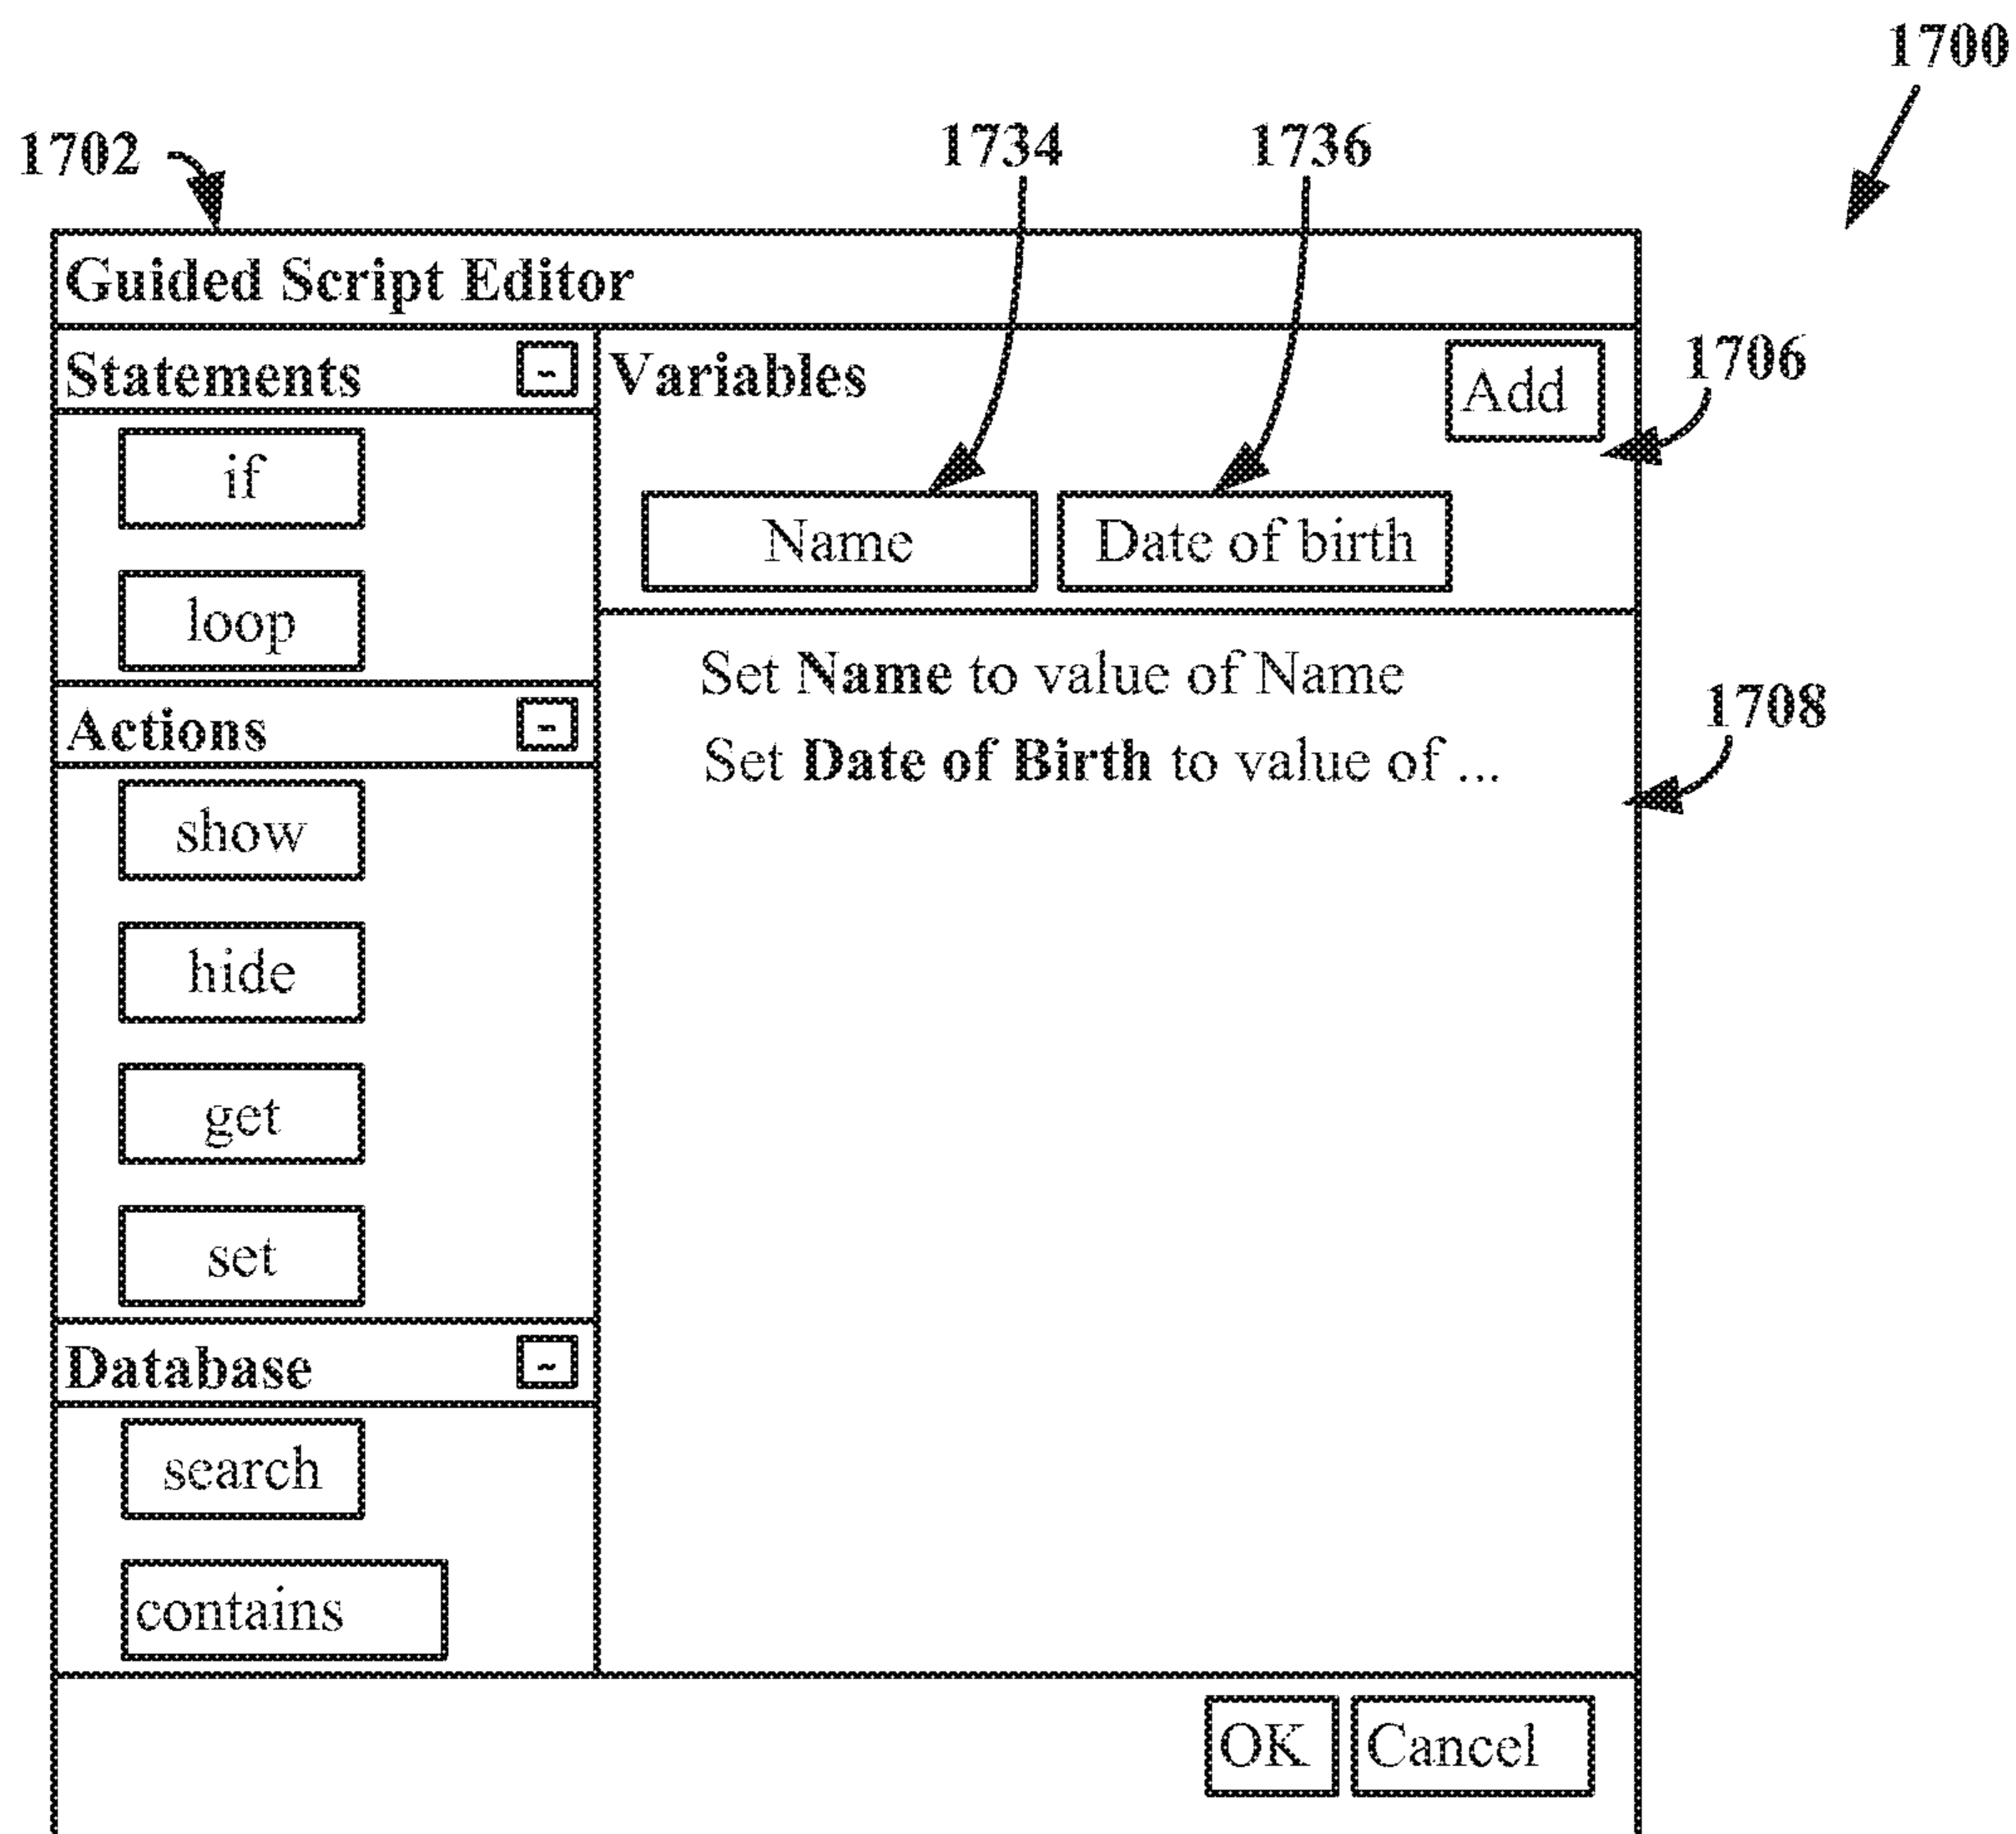 1700
1702
1734
1736
Guided Script Editor
Statements -
if
loop
Actions -
show
hide
get
set
Database -
search
contains
Variables
Add
1706
Name
Date of birth
Set Name to value of Name
Set Date of Birth to value of ...
1708
OK
Cancel